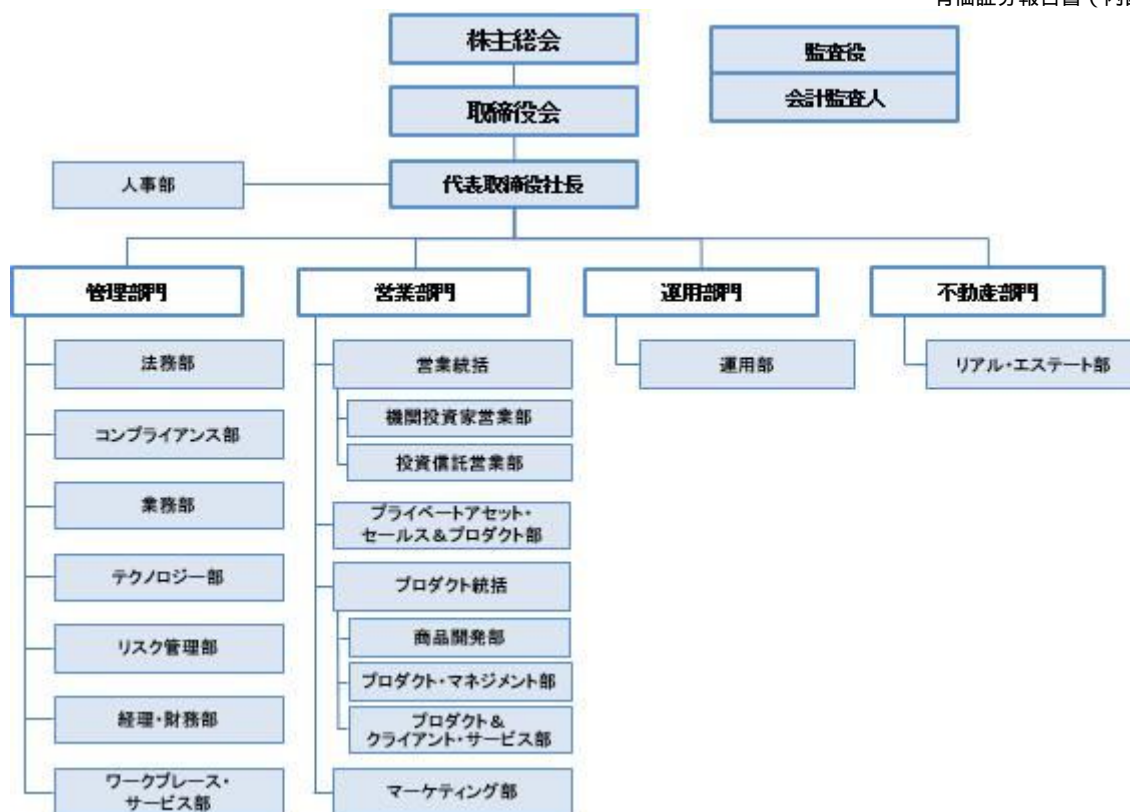 株主総会
監査役
会計監査人
取締役会
人事部
代表取締役社長
管理部門
営業部門
運用部門
不動産部門
法務部
コンプライアンス部
業務部
テクノロジー部
リスク管理部
経理・財務部
ワークプレース・
サービス部
営業統括
機関投資家営業部
投資信託営業部
プライベートアセット・
セールス&プロダクト部
プロダクト統括
商品開発部
プロダクト・マネジメント部
プロダクト&
クライアント・サービス部
マーケティング部
運用部
リアル・エステート部